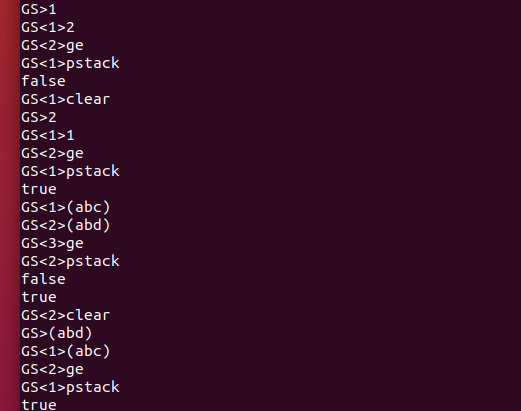 GS>1
GS<1>2
GS<2>ge
GS<1>pstack
false
GS<1>clear
GS>2
GS<1>1
GS<2>ge
GS<1>pstack
true
GS<1>(abc)
GS<2>(abd)
GS<3>ge
GS<2>pstack
false
true
GS<2>clear
GS>(abd)
GS<1>(abc)
GS<2>ge
GS<1>pstack
true